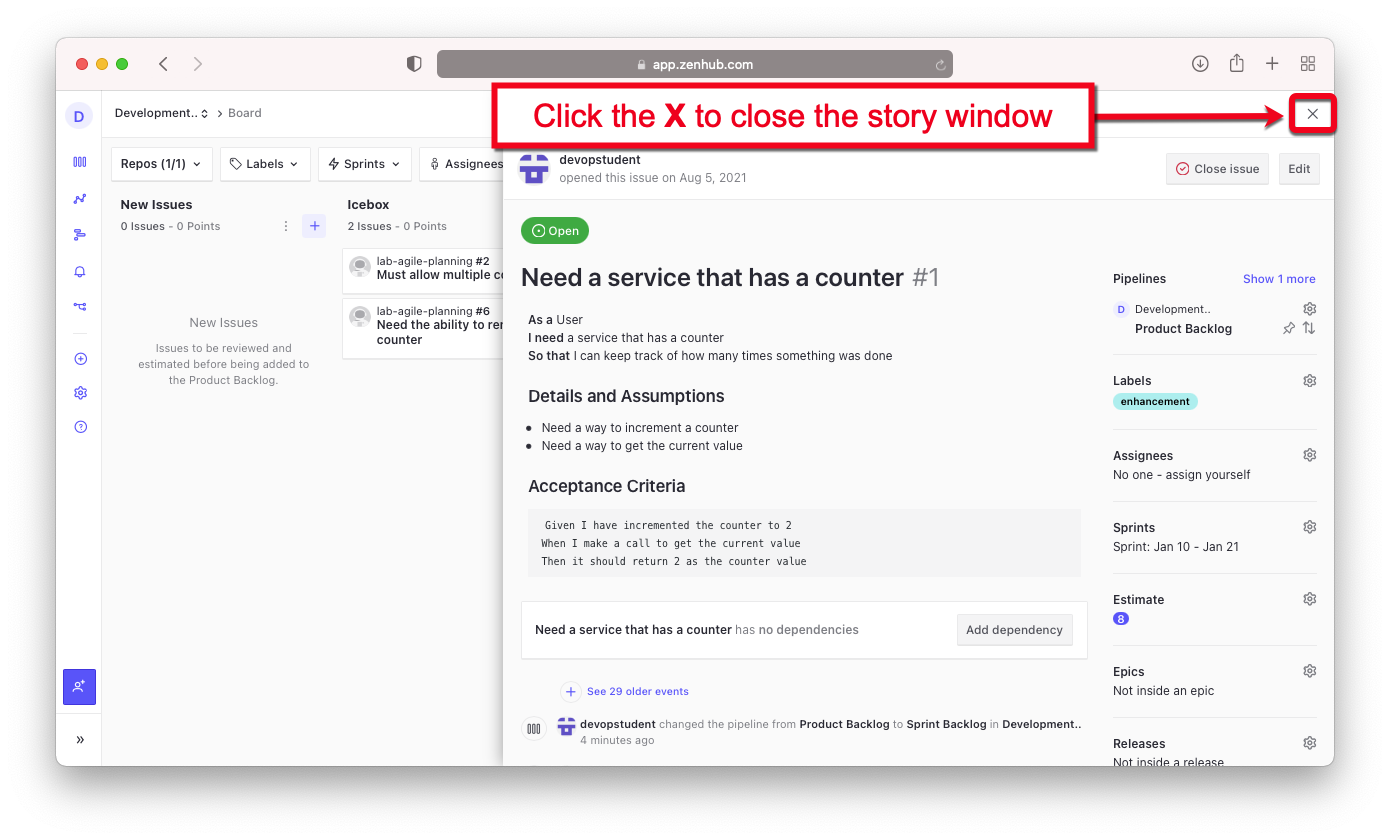 app.zenhub.com
Click the X to close the story window
D
Development..
Board
Repos (1/1)
Labels
Sprints
Assignees
New Issues
0 Issues - 0 Points
New Issues
Issues to be reviewed and
estimated before being added to
the Product Backlog.
Icebox
2 Issues - 0 Points
lab-agile-planning #2
Must allow multiple
lab-agile-planning #6
Need the ability to
counter
devopstudent
opened this issue on Aug 5, 2021
Close issue
Edit
Open
Need a service that has a counter #1
As a User
I need a service that has a counter
So that I can keep track of how many times something was done
Details and Assumptions
Need a way to increment a counter
Need a way to get the current value
Acceptance Criteria
Given I have incremented the counter to 2
When I make a call to get the current value
Then it should return 2 as the counter value
Need a service that has a counter has no dependencies
Add dependency
See 29 older events
devopstudent changed the pipeline from Product Backlog to Sprint Backlog in Development..
4 minutes ago
Pipelines
Show 1 more
D Development..
Product Backlog
Labels
enhancement
Assignees
No one - assign yourself
Sprints
Sprint: Jan 10 - Jan 21
Estimate
8
Epics
Not inside an epic
Releases
Not inside a release